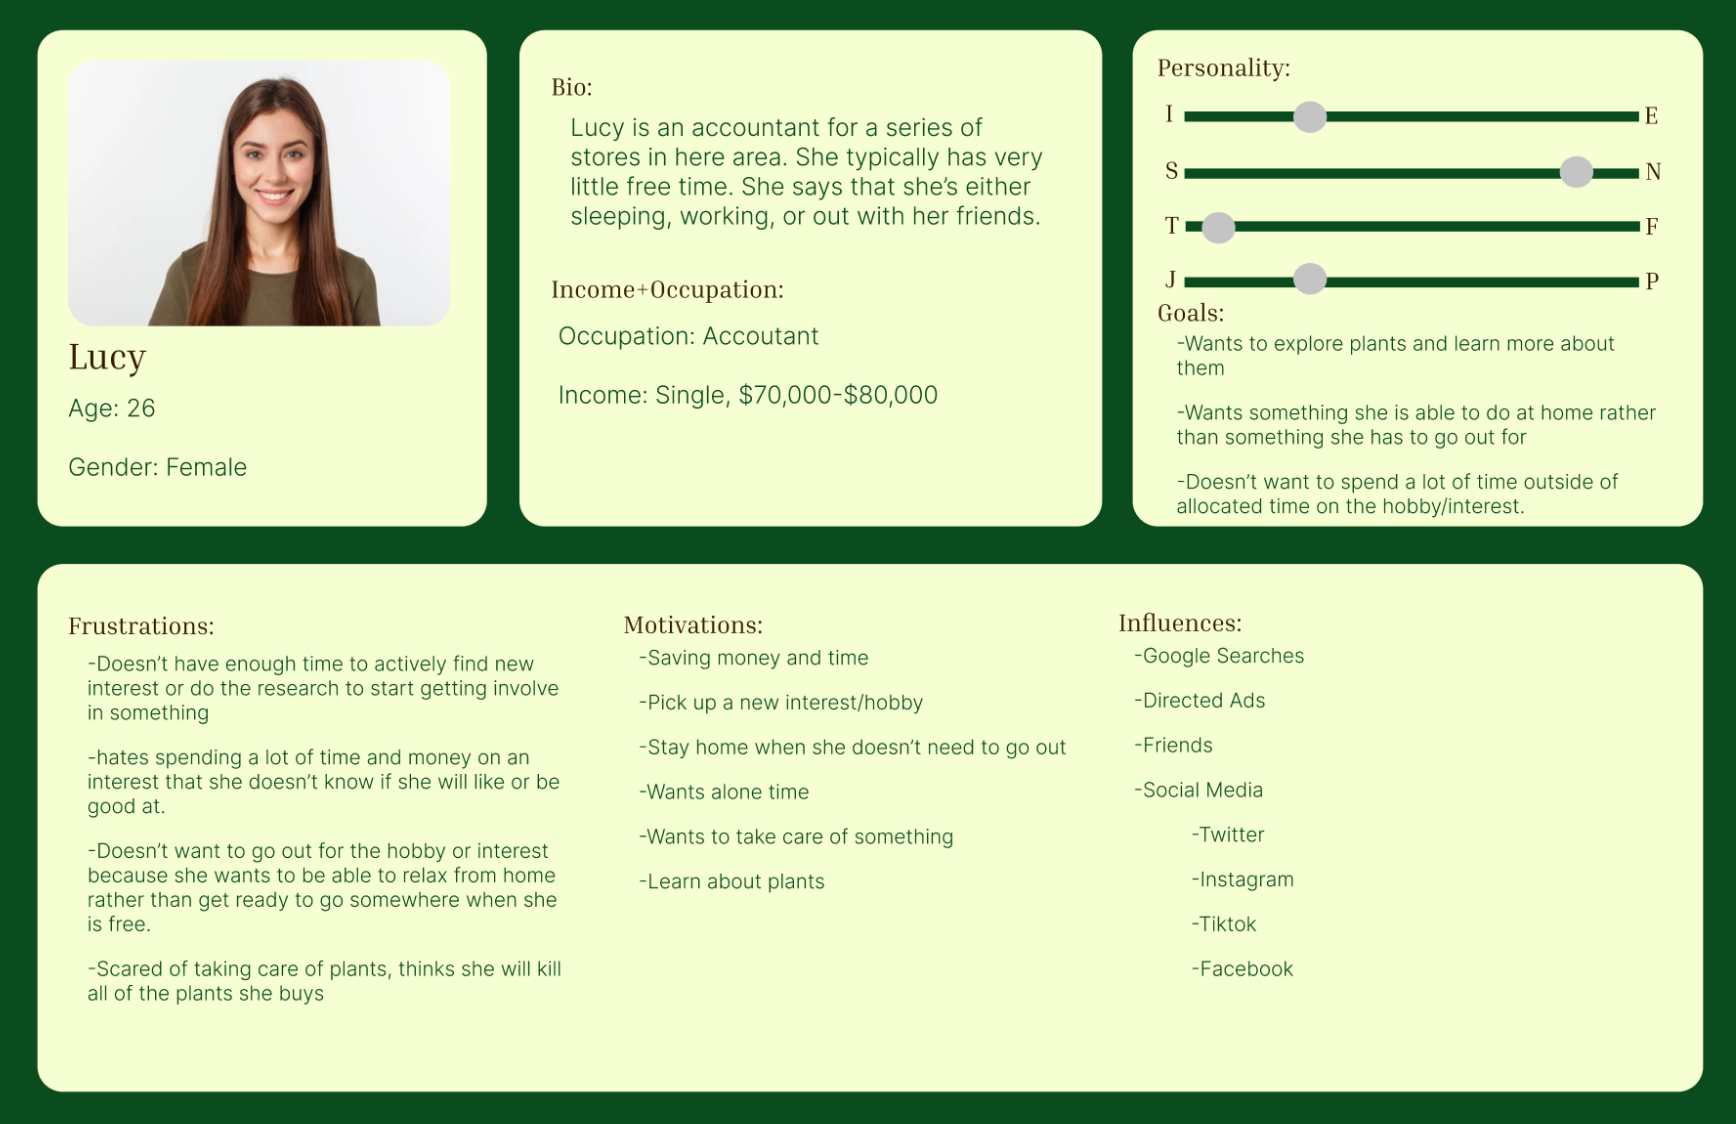 Lucy
Age: 26
Gender: Female
Bio:
Lucy is an accountant for a series of
stores in here area. She typically has very
little free time. She says that she’s either
sleeping, working, or out with her friends.
Income+Occupation:
Occupation: Accoutant
Income: Single, $70,000-$80,000
Personality:
I E
S N
T F
J P
Goals:
-Wants to explore plants and learn more about
them
-Wants something she is able to do at home rather
than something she has to go out for
-Doesn’t want to spend a lot of time outside of
allocated time on the hobby/interest.
Frustrations:
-Doesn’t have enough time to actively find new
interest or do the research to start getting involve
in something
-hates spending a lot of time and money on an
interest that she doesn’t know if she will like or be
good at.
-Doesn’t want to go out for the hobby or interest
because she wants to be able to relax from home
rather than get ready to go somewhere when she
is free.
-Scared of taking care of plants, thinks she will kill
all of the plants she buys
Motivations:
-Saving money and time
-Pick up a new interest/hobby
-Stay home when she doesn’t need to go out
-Wants alone time
-Wants to take care of something
-Learn about plants
Influences:
-Google Searches
-Directed Ads
-Friends
-Social Media
-Twitter
-Instagram
-Tiktok
-Facebook